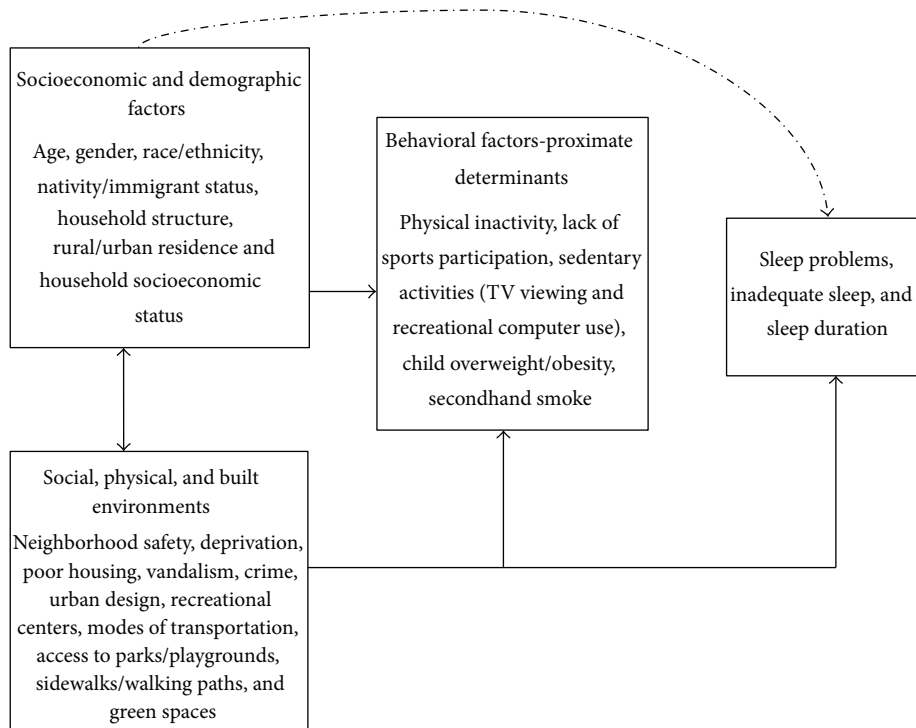 Socioeconomic and demographic
factors
Age, gender, race/ethnicity,
nativity/immigrant status,
household structure,
rural/urban residence and
household socioeconomic
status
Behavioral factors-proximate
determinants
Physical inactivity, lack of
sports participation, sedentary
activities (TV viewing and
recreational computer use),
child overweight/obesity,
secondhand smoke
Sleep problems,
inadequate sleep, and
sleep duration
Social, physical, and built
environments
Neighborhood safety, deprivation,
poor housing, vandalism, crime,
urban design, recreational
centers, modes of transportation,
access to parks/playgrounds,
sidewalks/walking paths, and
green spaces